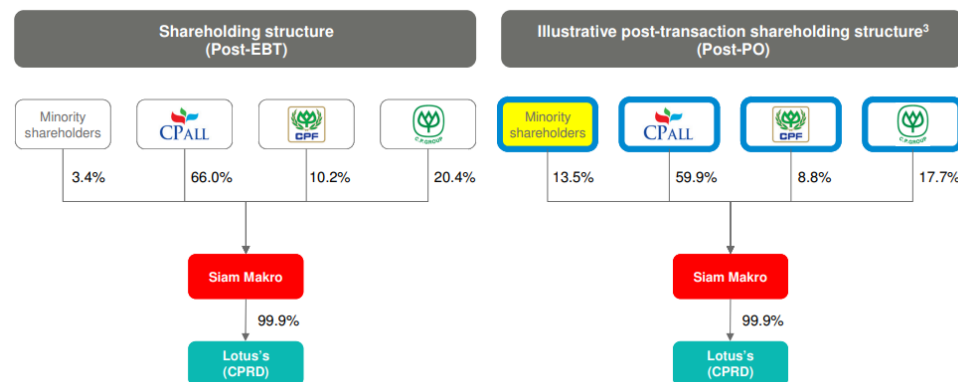 Shareholding structure
(Post-EBT)
Illustrative post-transaction shareholding structure³
(Post-PO)
Minority
shareholders
CPALL
CPF
C.P.GROUP
Minority
shareholders
CPALL
CPF
C.P.GROUP
3.4%
66.0%
10.2%
20.4%
13.5%
59.9%
8.8%
17.7%
Siam Makro
Siam Makro
99.9%
99.9%
Lotus's
(CPRD)
Lotus's
(CPRD)